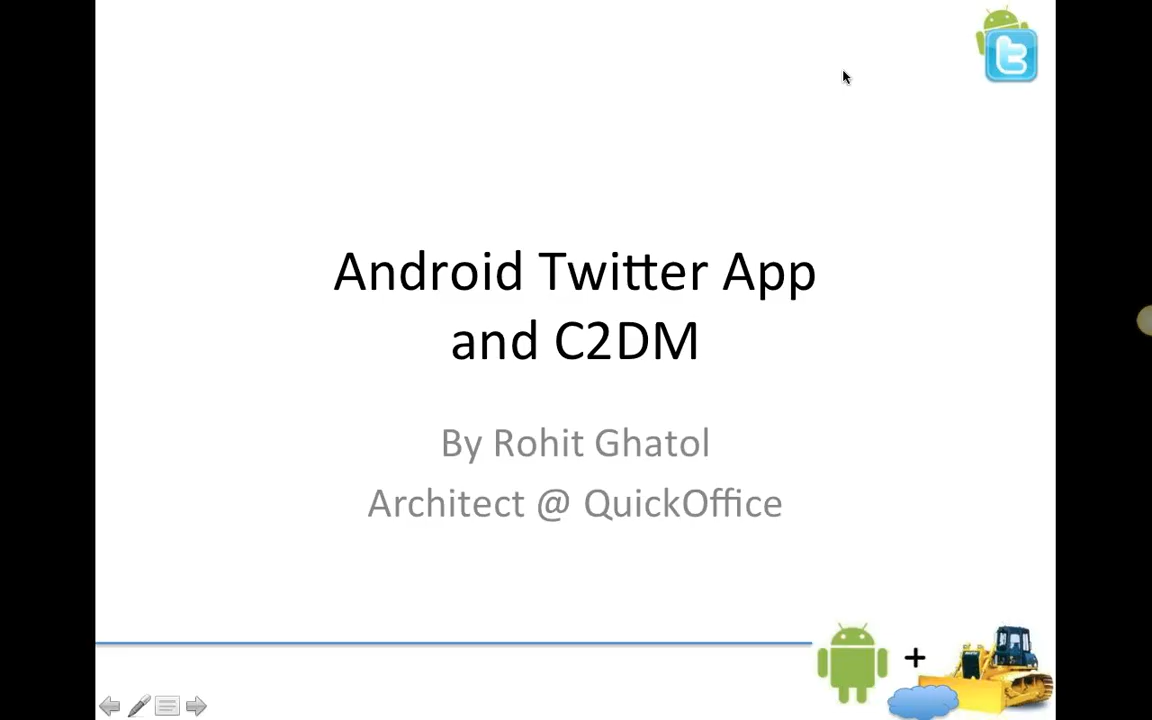 Android Twitter App
and C2DM
By Rohit Ghatol
Architect @ QuickOffice
+